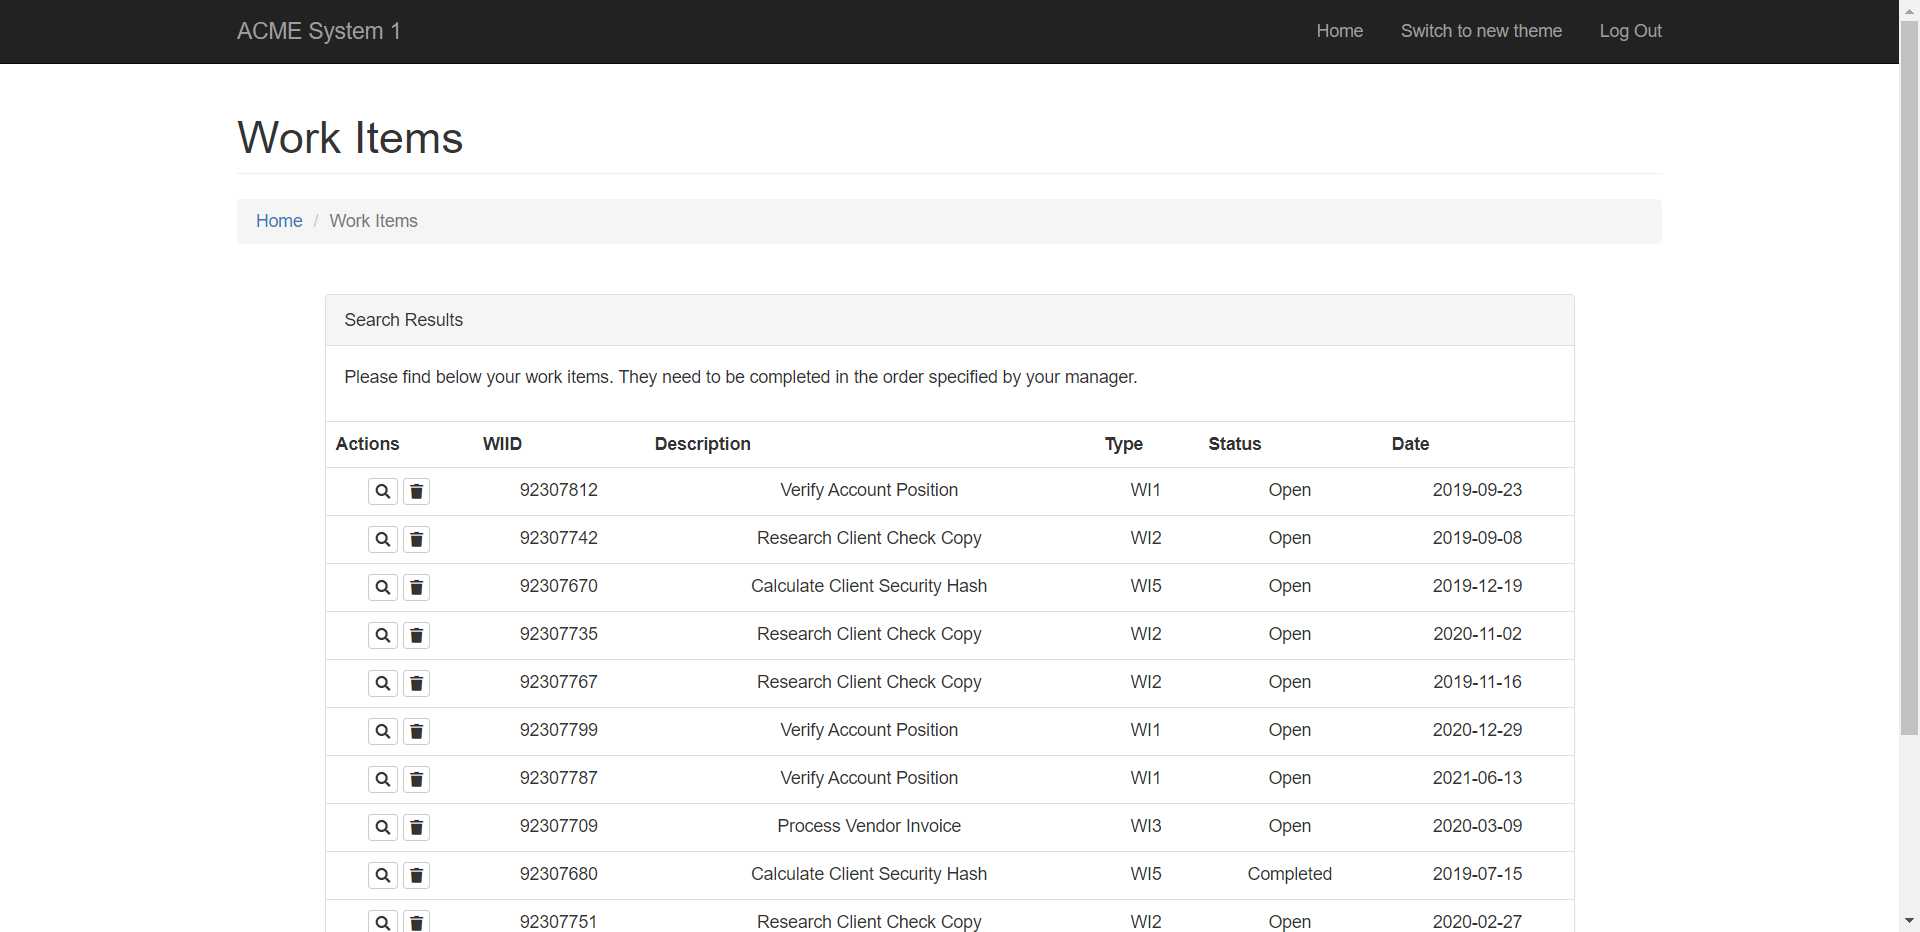 ACME System 1 Home Switch to new theme Log Out
Work Items
Home / Work Items
Search Results
Please find below your work items. They need to be completed in the order specified by your manager.
Actions WIID Description Type Status Date
92307812 Verify Account Position WI1 Open 2019-09-23
92307742 Research Client Check Copy WI2 Open 2019-09-08
92307670 Calculate Client Security Hash WI5 Open 2019-12-19
92307735 Research Client Check Copy WI2 Open 2020-11-02
92307767 Research Client Check Copy WI2 Open 2019-11-16
92307799 Verify Account Position WI1 Open 2020-12-29
92307787 Verify Account Position WI1 Open 2021-06-13
92307709 Process Vendor Invoice WI3 Open 2020-03-09
92307680 Calculate Client Security Hash WI5 Completed 2019-07-15
92307751 Research Client Check Copy WI2 Open 2020-02-27